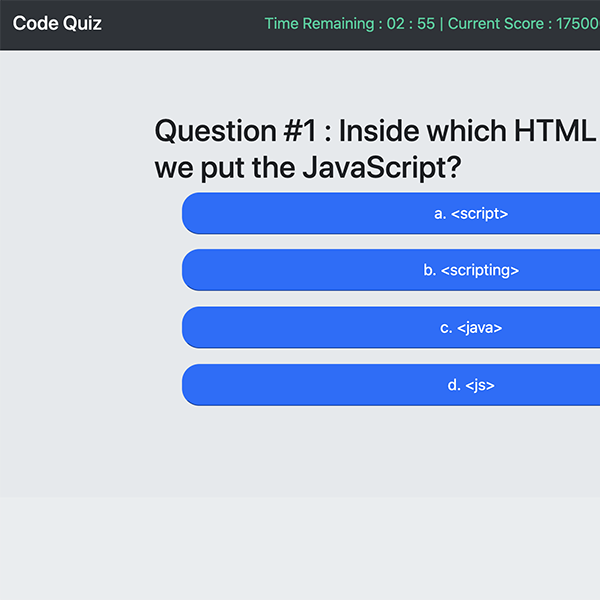 Code Quiz
Time Remaining : 02 : 55 | Current Score : 17500
Question #1 : Inside which HTML
we put the JavaScript?
a. <script>
b. <scripting>
c. <java>
d. <js>